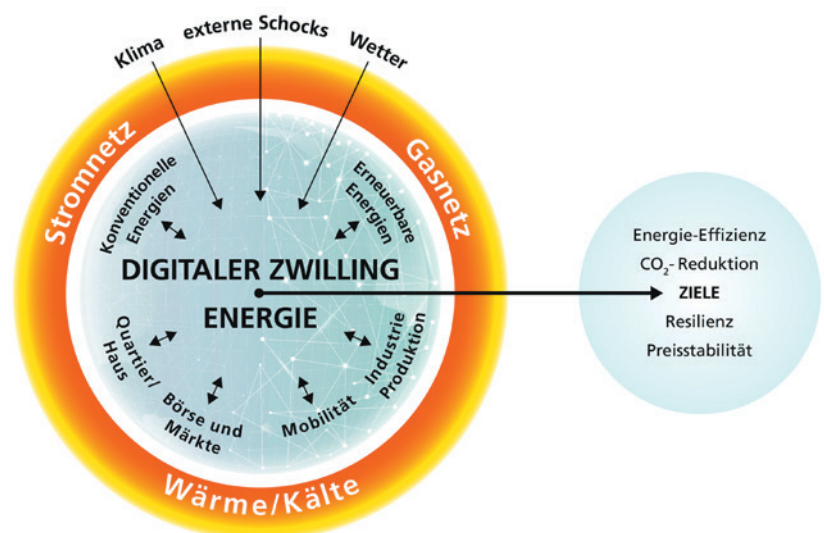 Klima
externe Schocks
Wetter
Stromnetz
Gasnetz
Konventionelle
Energien
Erneuerbare
Energien
DIGITALER ZWILLING
ENERGIE
Quartier/
Haus
Börse und
Märkte
Mobilität
Industrie
Produktion
Wärme/Kälte
Energie-Effizienz
CO₂- Reduktion
ZIELE
Resilienz
Preisstabilität